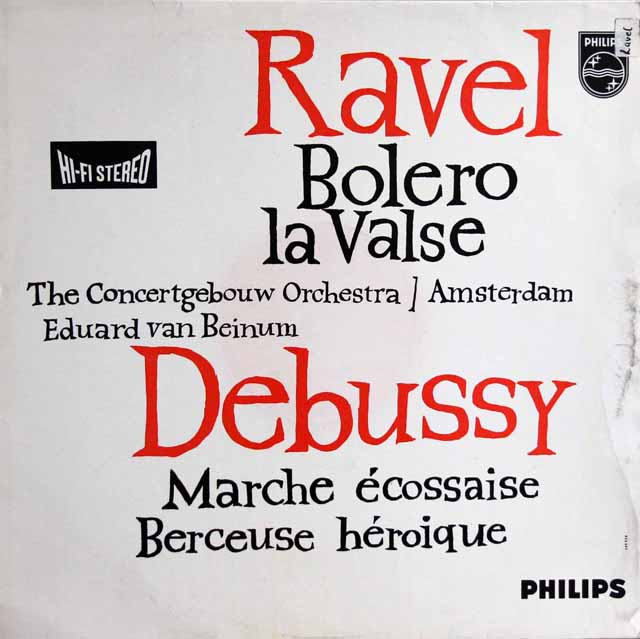 Ravel
PHILIPS
Ravel
HI-FI STEREO
Bolero
la Valse
The Concertgebouw Orchestra / Amsterdam
Eduard van Beinum
Debussy
Marche écossaise
Berceuse héroique
PHILIPS